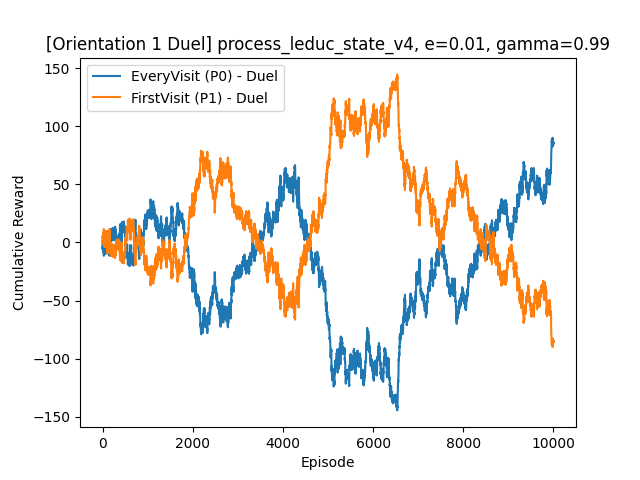 [Orientation 1 Duel] process_leduc_state_v4, e=0.01, gamma=0.99
EveryVisit (P0) - Duel
FirstVisit (P1) - Duel
150
100
50
0
−50
−100
−150
Cumulative Reward
0 2000 4000 6000 8000 10000
Episode